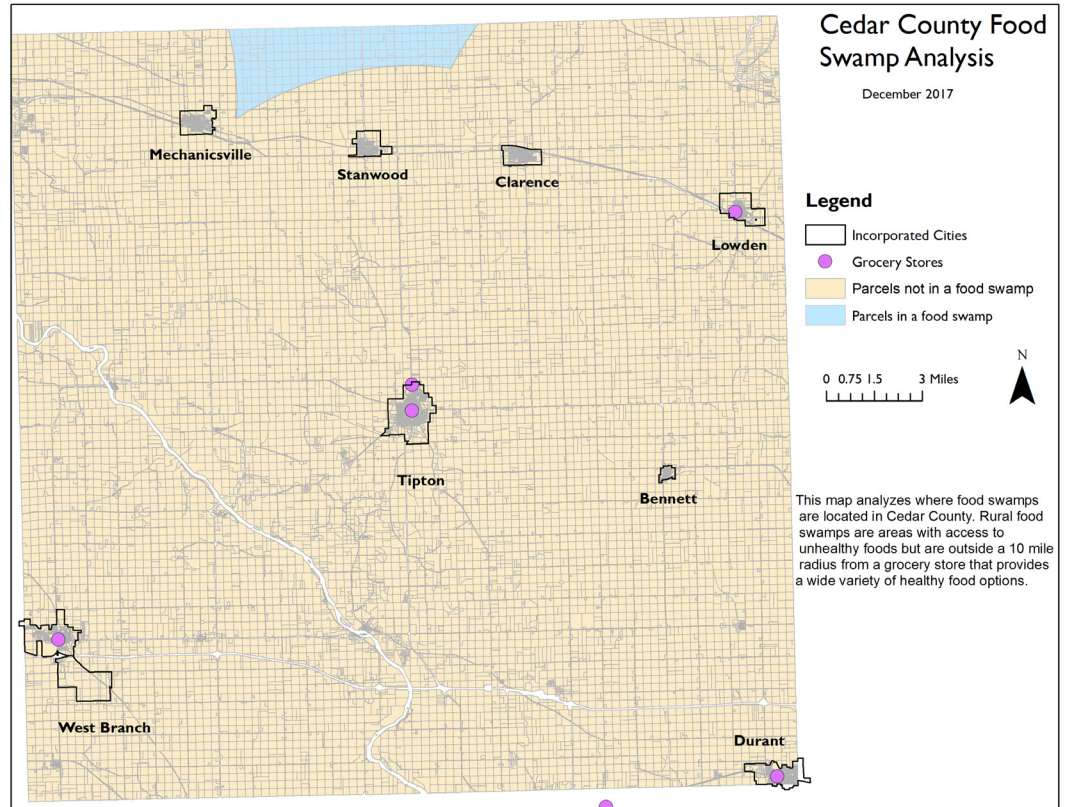 Cedar County Food
Swamp Analysis
December 2017
Mechanicsville
Stanwood
Clarence
Lowden
Legend
Incorporated Cities
Grocery Stores
Parcels not in a food swamp
Parcels in a food swamp
N
0 0.75 1.5 3 Miles
Tipton
Bennett
This map analyzes where food swamps
are located in Cedar County. Rural food
swamps are areas with access to
unhealthy foods but are outside a 10 mile
radius from a grocery store that provides
a wide variety of healthy food options.
West Branch
Durant